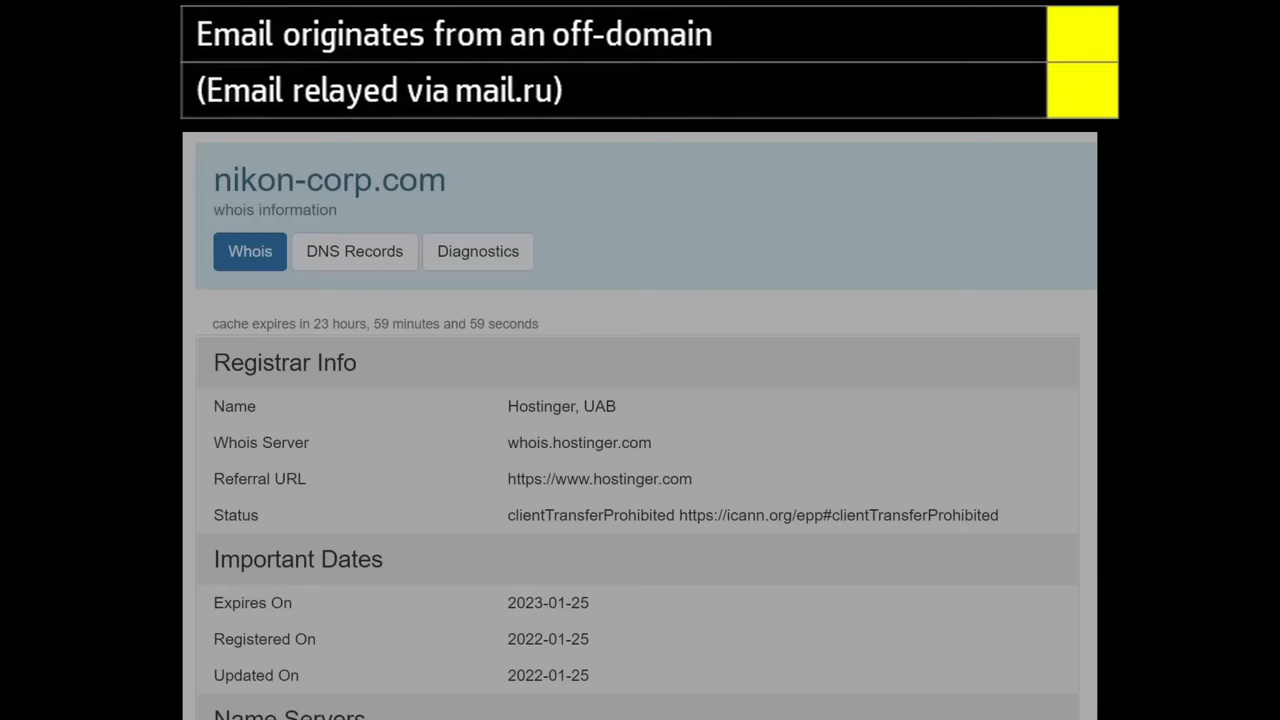 Email originates from an off-domain
(Email relayed via mail.ru)
nikon-corp.com
whois information
Whois DNS Records Diagnostics
cache expires in 23 hours, 59 minutes and 59 seconds
Registrar Info
Name Hostinger, UAB
Whois Server whois.hostinger.com
Referral URL https://www.hostinger.com
Status clientTransferProhibited https://icann.org/epp#clientTransferProhibited
Important Dates
Expires On 2023-01-25
Registered On 2022-01-25
Updated On 2022-01-25
Name Servers